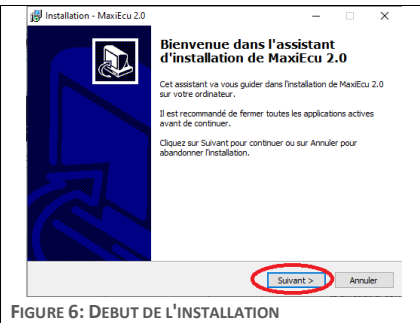 Installation - MaxiEcu 2.0
Bienvenue dans l'assistant
d'installation de MaxiEcu 2.0
Cet assistant va vous guider dans l'installation de MaxiEcu 2.0
sur votre ordinateur.
Il est recommandé de fermer toutes les applications actives
avant de continuer.
Cliquez sur Suivant pour continuer ou sur Annuler pour
abandonner l'installation.
Suivant >
Annuler
FIGURE 6: DEBUT DE L'INSTALLATION